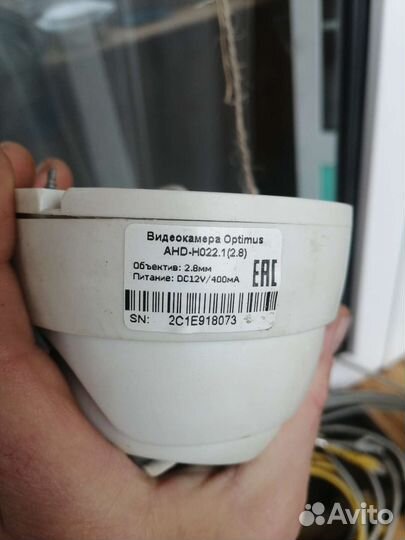 Видеокамера Optimus
AHD-H022.1(2.8)
Объектив: 2.8мм
Питание: DC12V/400мА
EAC
SN: 2C1E918073
Avito